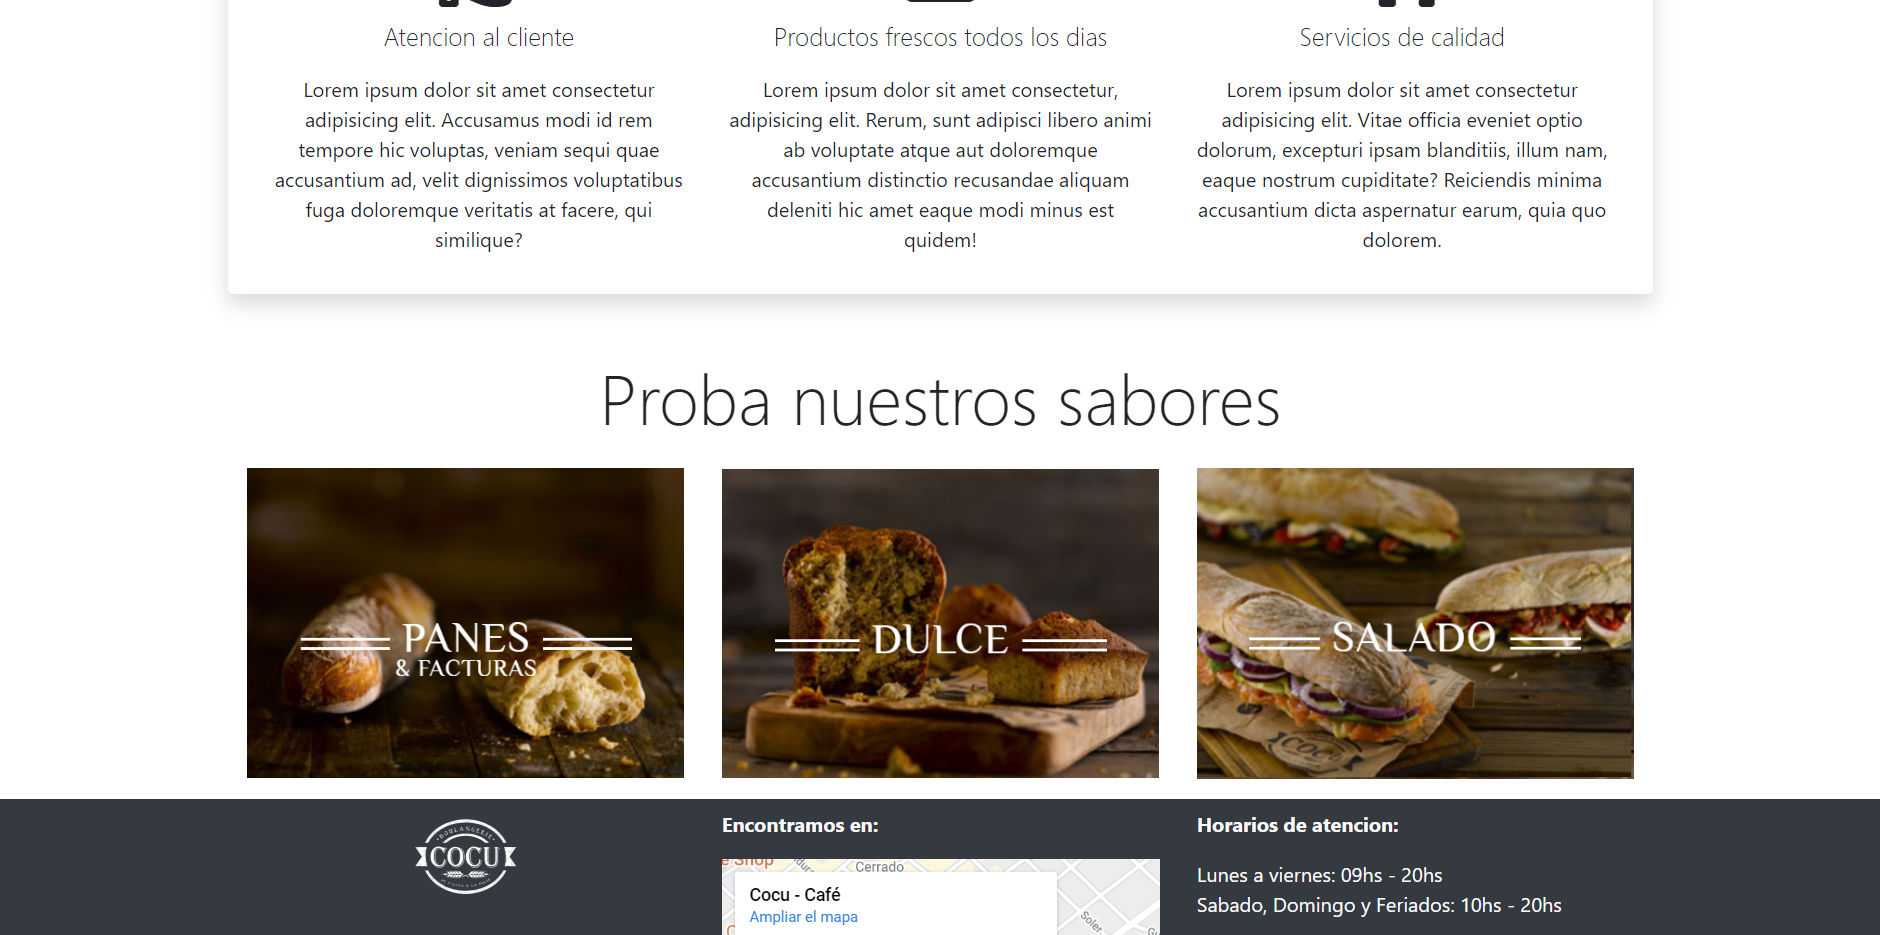 Atencion al cliente
Lorem ipsum dolor sit amet consectetur
adipisicing elit. Accusamus modi id rem
tempore hic voluptas, veniam sequi quae
accusantium ad, velit dignissimos voluptatibus
fuga doloremque veritatis at facere, qui
similique?
Productos frescos todos los dias
Lorem ipsum dolor sit amet consectetur,
adipisicing elit. Rerum, sunt adipisci libero animi
ab voluptate atque aut doloremque
accusantium distinctio recusandae aliquam
deleniti hic amet eaque modi minus est
quidem!
Servicios de calidad
Lorem ipsum dolor sit amet consectetur
adipisicing elit. Vitae officia eveniet optio
dolorum, excepturi ipsam blanditiis, illum nam,
eaque nostrum cupiditate? Reiciendis minima
accusantium dicta aspernatur earum, quia quo
dolorem.
Proba nuestros sabores
PANES
& FACTURAS
DULCE
SALADO
COCU
BOULANGERIE
COCU
Encontramos en:
e Shop
Cerrado
Cocu - Café
Ampliar el mapa
Soler
Horarios de atencion:
Lunes a viernes: 09hs - 20hs
Sabado, Domingo y Feriados: 10hs - 20hs